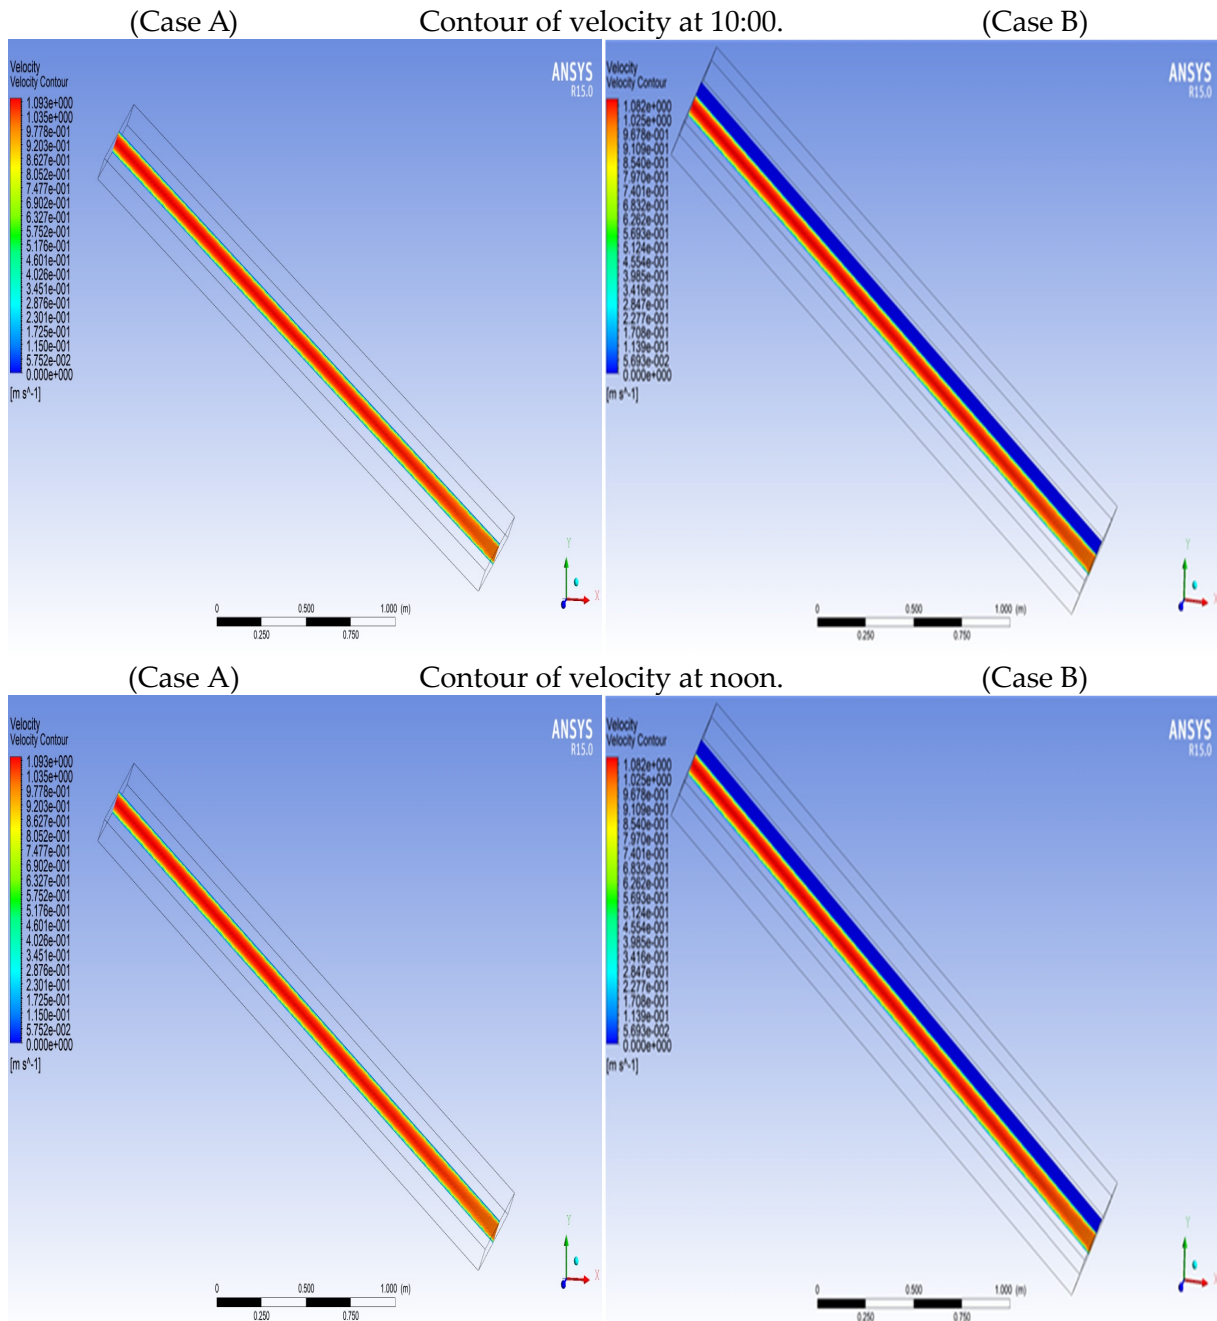 (Case A) Contour of velocity at 10:00. (Case B)
Velocity
Velocity Contour
1.093e+000
1.035e+000
9.778e-001
9.203e-001
8.627e-001
8.052e-001
7.477e-001
6.902e-001
6.327e-001
5.752e-001
5.176e-001
4.601e-001
4.026e-001
3.451e-001
2.876e-001
2.301e-001
1.725e-001
1.150e-001
5.752e-002
0.000e+000
[m s^-1]
ANSYS
R15.0
Y
X
0 0.500 1.000 (m)
0.250 0.750
Velocity
Velocity Contour
1.082e+000
1.025e+000
9.678e-001
9.109e-001
8.540e-001
7.970e-001
7.401e-001
6.832e-001
6.262e-001
5.693e-001
5.124e-001
4.554e-001
3.985e-001
3.416e-001
2.847e-001
2.277e-001
1.708e-001
1.139e-001
5.693e-002
0.000e+000
[m s^-1]
ANSYS
R15.0
Y
X
0 0.500 1.000 (m)
0.250 0.750
(Case A) Contour of velocity at noon. (Case B)
Velocity
Velocity Contour
1.093e+000
1.035e+000
9.778e-001
9.203e-001
8.627e-001
8.052e-001
7.477e-001
6.902e-001
6.327e-001
5.752e-001
5.176e-001
4.601e-001
4.026e-001
3.451e-001
2.876e-001
2.301e-001
1.725e-001
1.150e-001
5.752e-002
0.000e+000
[m s^-1]
ANSYS
R15.0
Y
X
0 0.500 1.000 (m)
0.250 0.750
Velocity
Velocity Contour
1.082e+000
1.025e+000
9.678e-001
9.109e-001
8.540e-001
7.970e-001
7.401e-001
6.832e-001
6.262e-001
5.693e-001
5.124e-001
4.554e-001
3.985e-001
3.416e-001
2.847e-001
2.277e-001
1.708e-001
1.139e-001
5.693e-002
0.000e+000
[m s^-1]
ANSYS
R15.0
Y
X
0 0.500 1.000 (m)
0.250 0.750